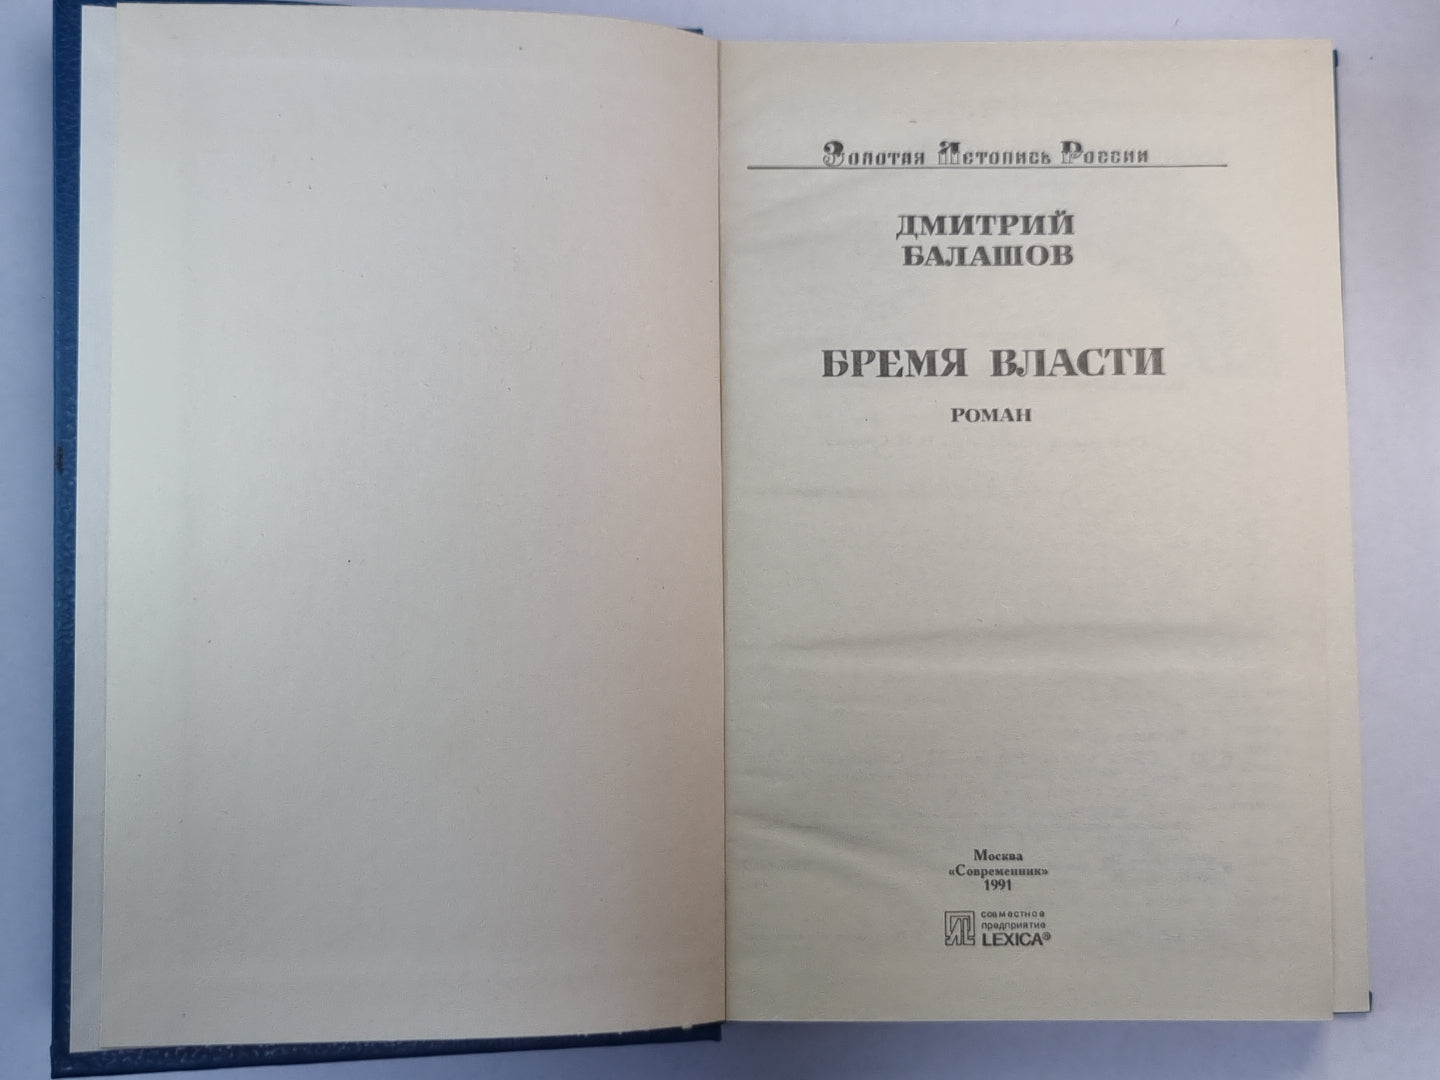 Золотая Летопись России
ДМИТРИЙ
БАЛАШОВ
БРЕМЯ ВЛАСТИ
РОМАН
Москва
«Современник»
1991
совместное
предприятие
LEXICA®